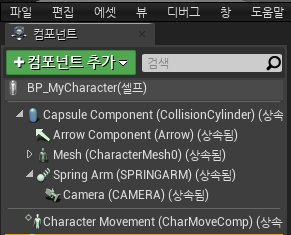 파일 편집 에셋 뷰 디버그 창 도움말
컴포넌트
+컴포넌트 추가 검색
BP_MyCharacter(셀프)
Capsule Component (CollisionCylinder) (상속
Arrow Component (Arrow) (상속됨)
Mesh (CharacterMesh0) (상속됨)
Spring Arm (SPRINGARM) (상속됨)
Camera (CAMERA) (상속됨)
Character Movement (CharMoveComp) (상속